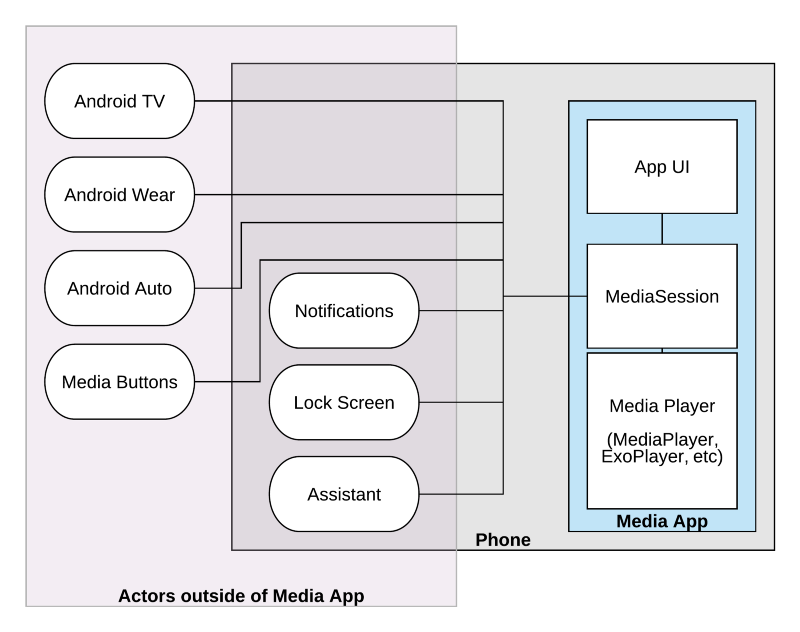 Android TV
Android Wear
Android Auto
Media Buttons
Notifications
Lock Screen
Assistant
App UI
MediaSession
Media Player
(MediaPlayer,
ExoPlayer, etc)
Media App
Phone
Actors outside of Media App